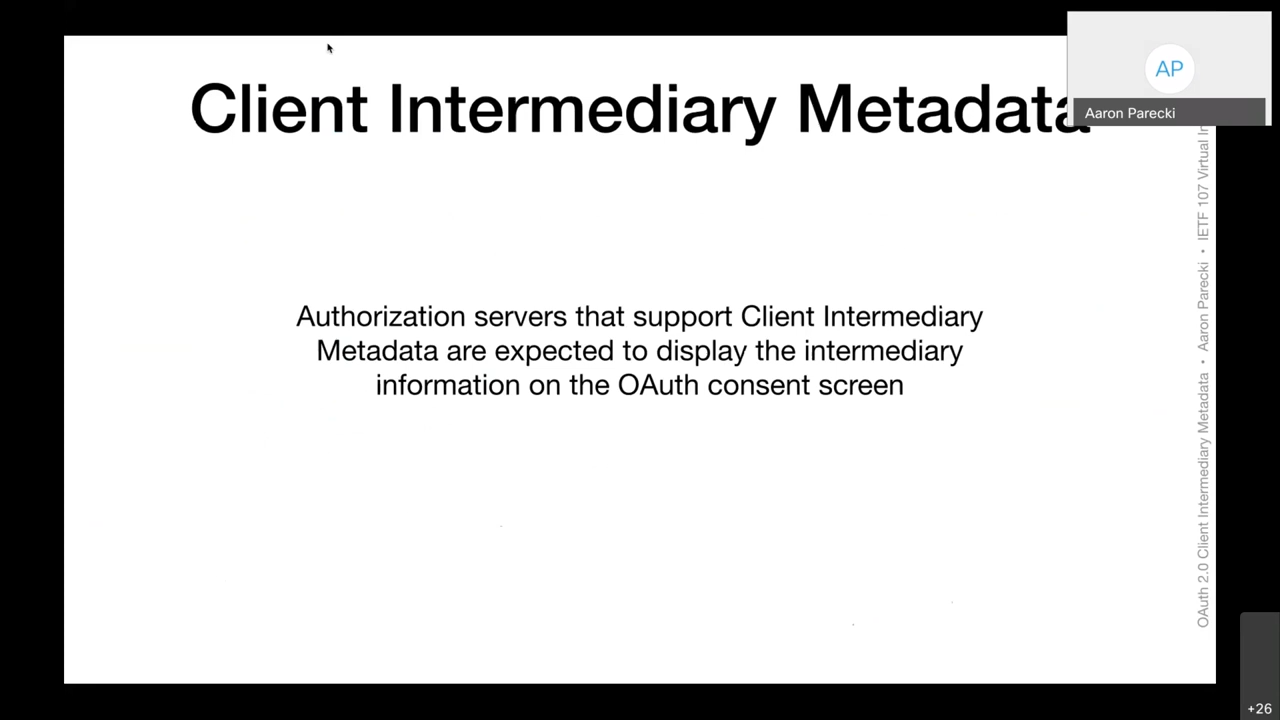 Client Intermediary Metadata
AP
Aaron Parecki
Authorization servers that support Client Intermediary
Metadata are expected to display the intermediary
information on the OAuth consent screen
OAuth 2.0 Client Intermediary Metadata • Aaron Parecki • IETF 107 Virtual
+26